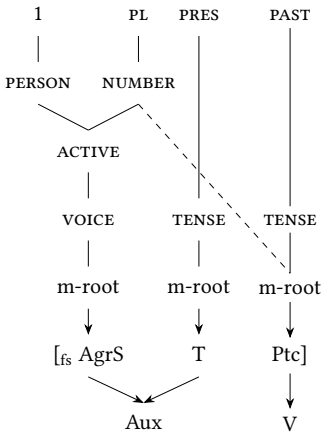 1 PL PRES PAST
PERSON NUMBER
ACTIVE
VOICE TENSE TENSE
m-root m-root m-root
[fs AgrS T Ptc]
Aux V